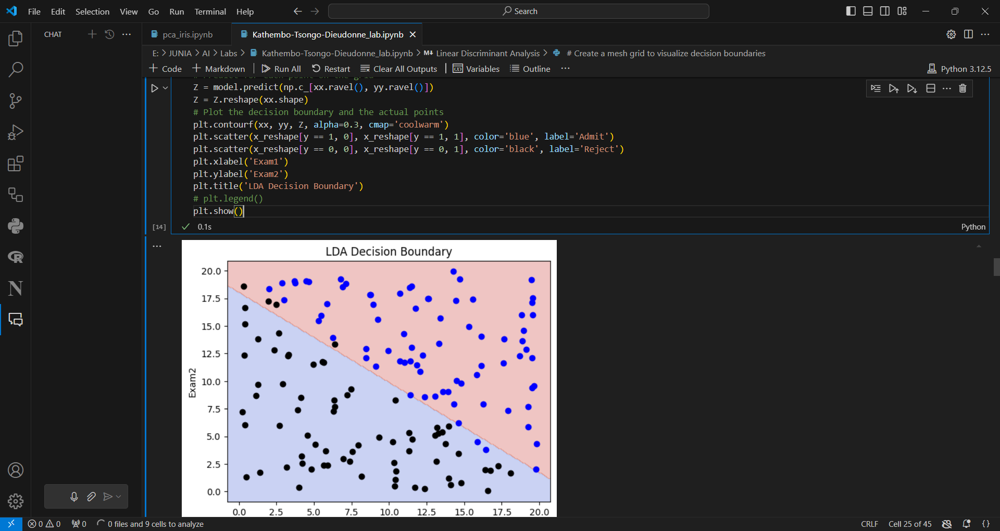 File Edit Selection View Go Run Terminal Help
Search
CHAT
pca_iris.ipynb
Kathembo-Tsongo-Dieudonne_lab.ipynb
E: > JUNIA > AI > Labs > Kathembo-Tsongo-Dieudonne_lab.ipynb > M↓ Linear Discriminant Analysis > # Create a mesh grid to visualize decision boundaries
+ Code + Markdown | Run All Restart Clear All Outputs | Variables Outline ...
Python 3.12.5
# Predict for each point on the grid
Z = model.predict(np.c_[xx.ravel(), yy.ravel()])
Z = Z.reshape(xx.shape)
# Plot the decision boundary and the actual points
plt.contourf(xx, yy, Z, alpha=0.3, cmap='coolwarm')
plt.scatter(x_reshape[y == 1, 0], x_reshape[y == 1, 1], color='blue', label='Admit')
plt.scatter(x_reshape[y == 0, 0], x_reshape[y == 0, 1], color='black', label='Reject')
plt.xlabel('Exam1')
plt.ylabel('Exam2')
plt.title('LDA Decision Boundary')
# plt.legend()
plt.show()
[14] 0.1s
Python
LDA Decision Boundary
20.0
17.5
15.0
12.5
10.0
7.5
5.0
2.5
0.0
Exam2
0.0 2.5 5.0 7.5 10.0 12.5 15.0 17.5 20.0
0 0 0 0 files and 9 cells to analyze
CRLF Cell 25 of 45